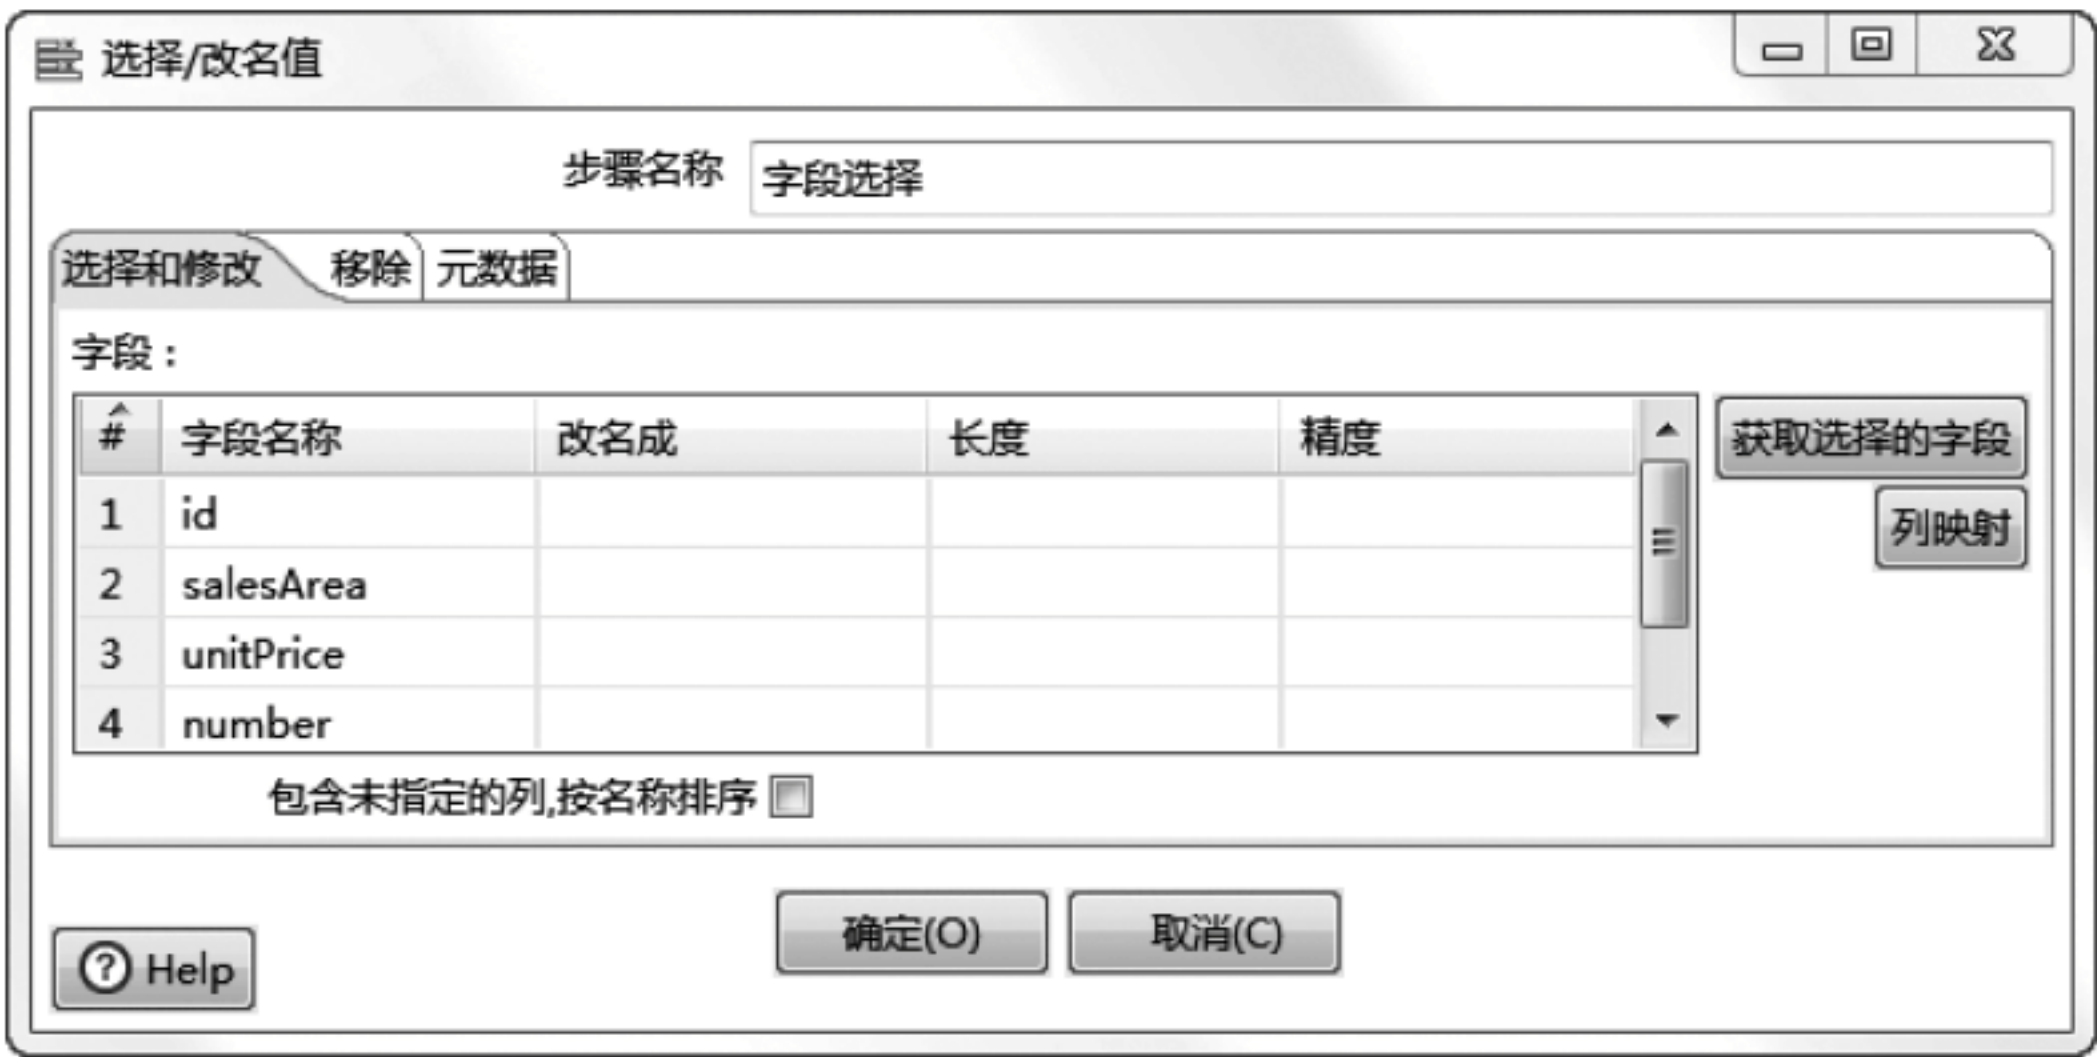 选择/改名值
步骤名称 字段选择
选择和修改 移除 元数据
字段：
# 字段名称 改名成 长度 精度 获取选择的字段
1 id 列映射
2 salesArea
3 unitPrice
4 number
包含未指定的列,按名称排序
确定(O) 取消(C)
? Help